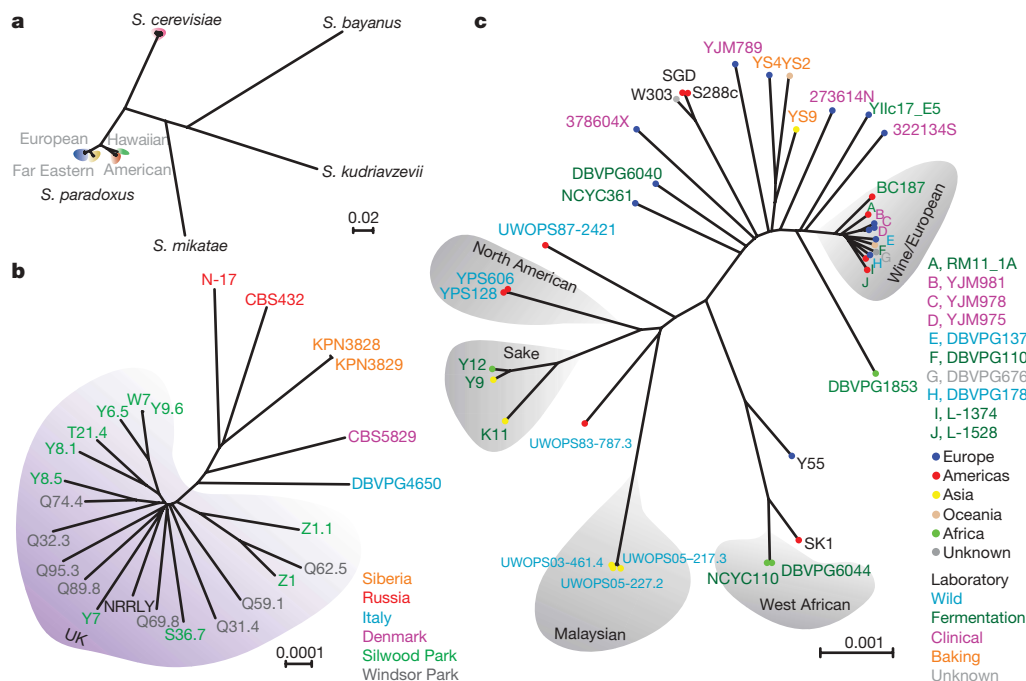 a
S. cerevisiae
S. bayanus
European
Hawaiian
Far Eastern
American
S. paradoxus
S. kudriavzevii
S. mikatae
0.02
b
N-17
CBS432
KPN3828
KPN3829
CBS5829
DBVPG4650
W7
Y9.6
Y6.5
T21.4
Y8.1
Y8.5
Q74.4
Q32.3
Q95.3
Q89.8
Y7
NRRLY
Q69.8
S36.7
Q31.4
Q59.1
Z1
Q62.5
Z1.1
UK
0.0001
Siberia
Russia
Italy
Denmark
Silwood Park
Windsor Park
c
YJM789
YS4
YS2
SGD
S288c
W303
273614N
YIIc17_E5
YS9
322134S
378604X
DBVPG6040
NCYC361
BC187
A
B
C
D
E
F
G
H
I
J
Wine/European
UWOPS87-2421
North American
YPS606
YPS128
Sake
Y12
Y9
K11
UWOPS83-787.3
DBVPG1853
Y55
SK1
UWOPS03-461.4
UWOPS05-217.3
UWOPS05-227.2
Malaysian
NCYC110
DBVPG6044
West African
0.001
A, RM11_1A
B, YJM981
C, YJM978
D, YJM975
E, DBVPG137
F, DBVPG110
G, DBVPG676
H, DBVPG178
I, L-1374
J, L-1528
Europe
Americas
Asia
Oceania
Africa
Unknown
Laboratory
Wild
Fermentation
Clinical
Baking
Unknown